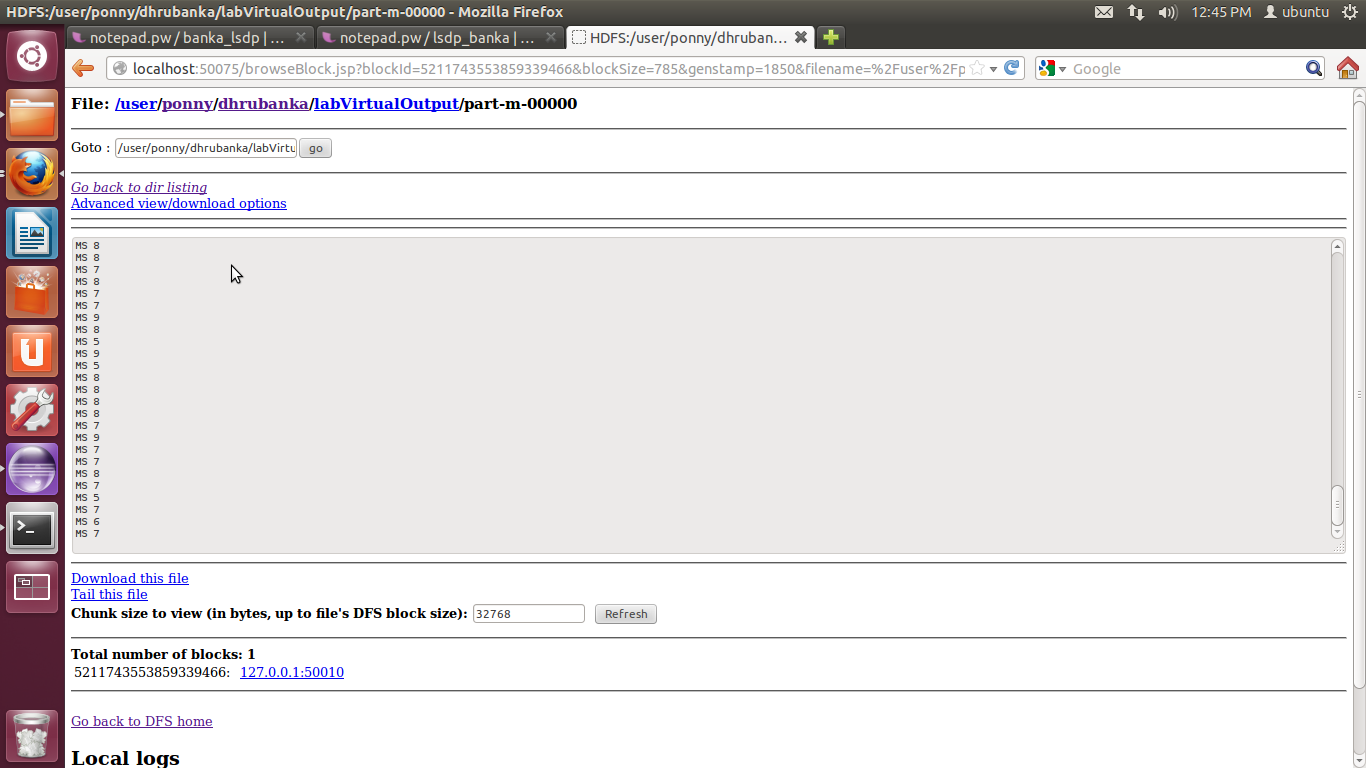 HDFS:/user/ponny/dhrubanka/labVirtualOutput/part-m-00000 - Mozilla Firefox
12:45 PM ubuntu
notepad.pw / banka_lsdp | ...
notepad.pw / lsdp_banka | ...
HDFS:/user/ponny/dhruban...
localhost:50075/browseBlock.jsp?blockId=5211743553859339466&blockSize=785&genstamp=1850&filename=%2Fuser%2Fp
Google
File: /user/ponny/dhrubanka/labVirtualOutput/part-m-00000
Goto : /user/ponny/dhrubanka/labVirtu go
Go back to dir listing
Advanced view/download options
MS 8
MS 8
MS 7
MS 8
MS 7
MS 7
MS 9
MS 8
MS 5
MS 9
MS 5
MS 8
MS 8
MS 8
MS 8
MS 7
MS 9
MS 7
MS 7
MS 8
MS 7
MS 5
MS 7
MS 6
MS 7
Download this file
Tail this file
Chunk size to view (in bytes, up to file's DFS block size): 32768 Refresh
Total number of blocks: 1
5211743553859339466: 127.0.0.1:50010
Go back to DFS home
Local logs